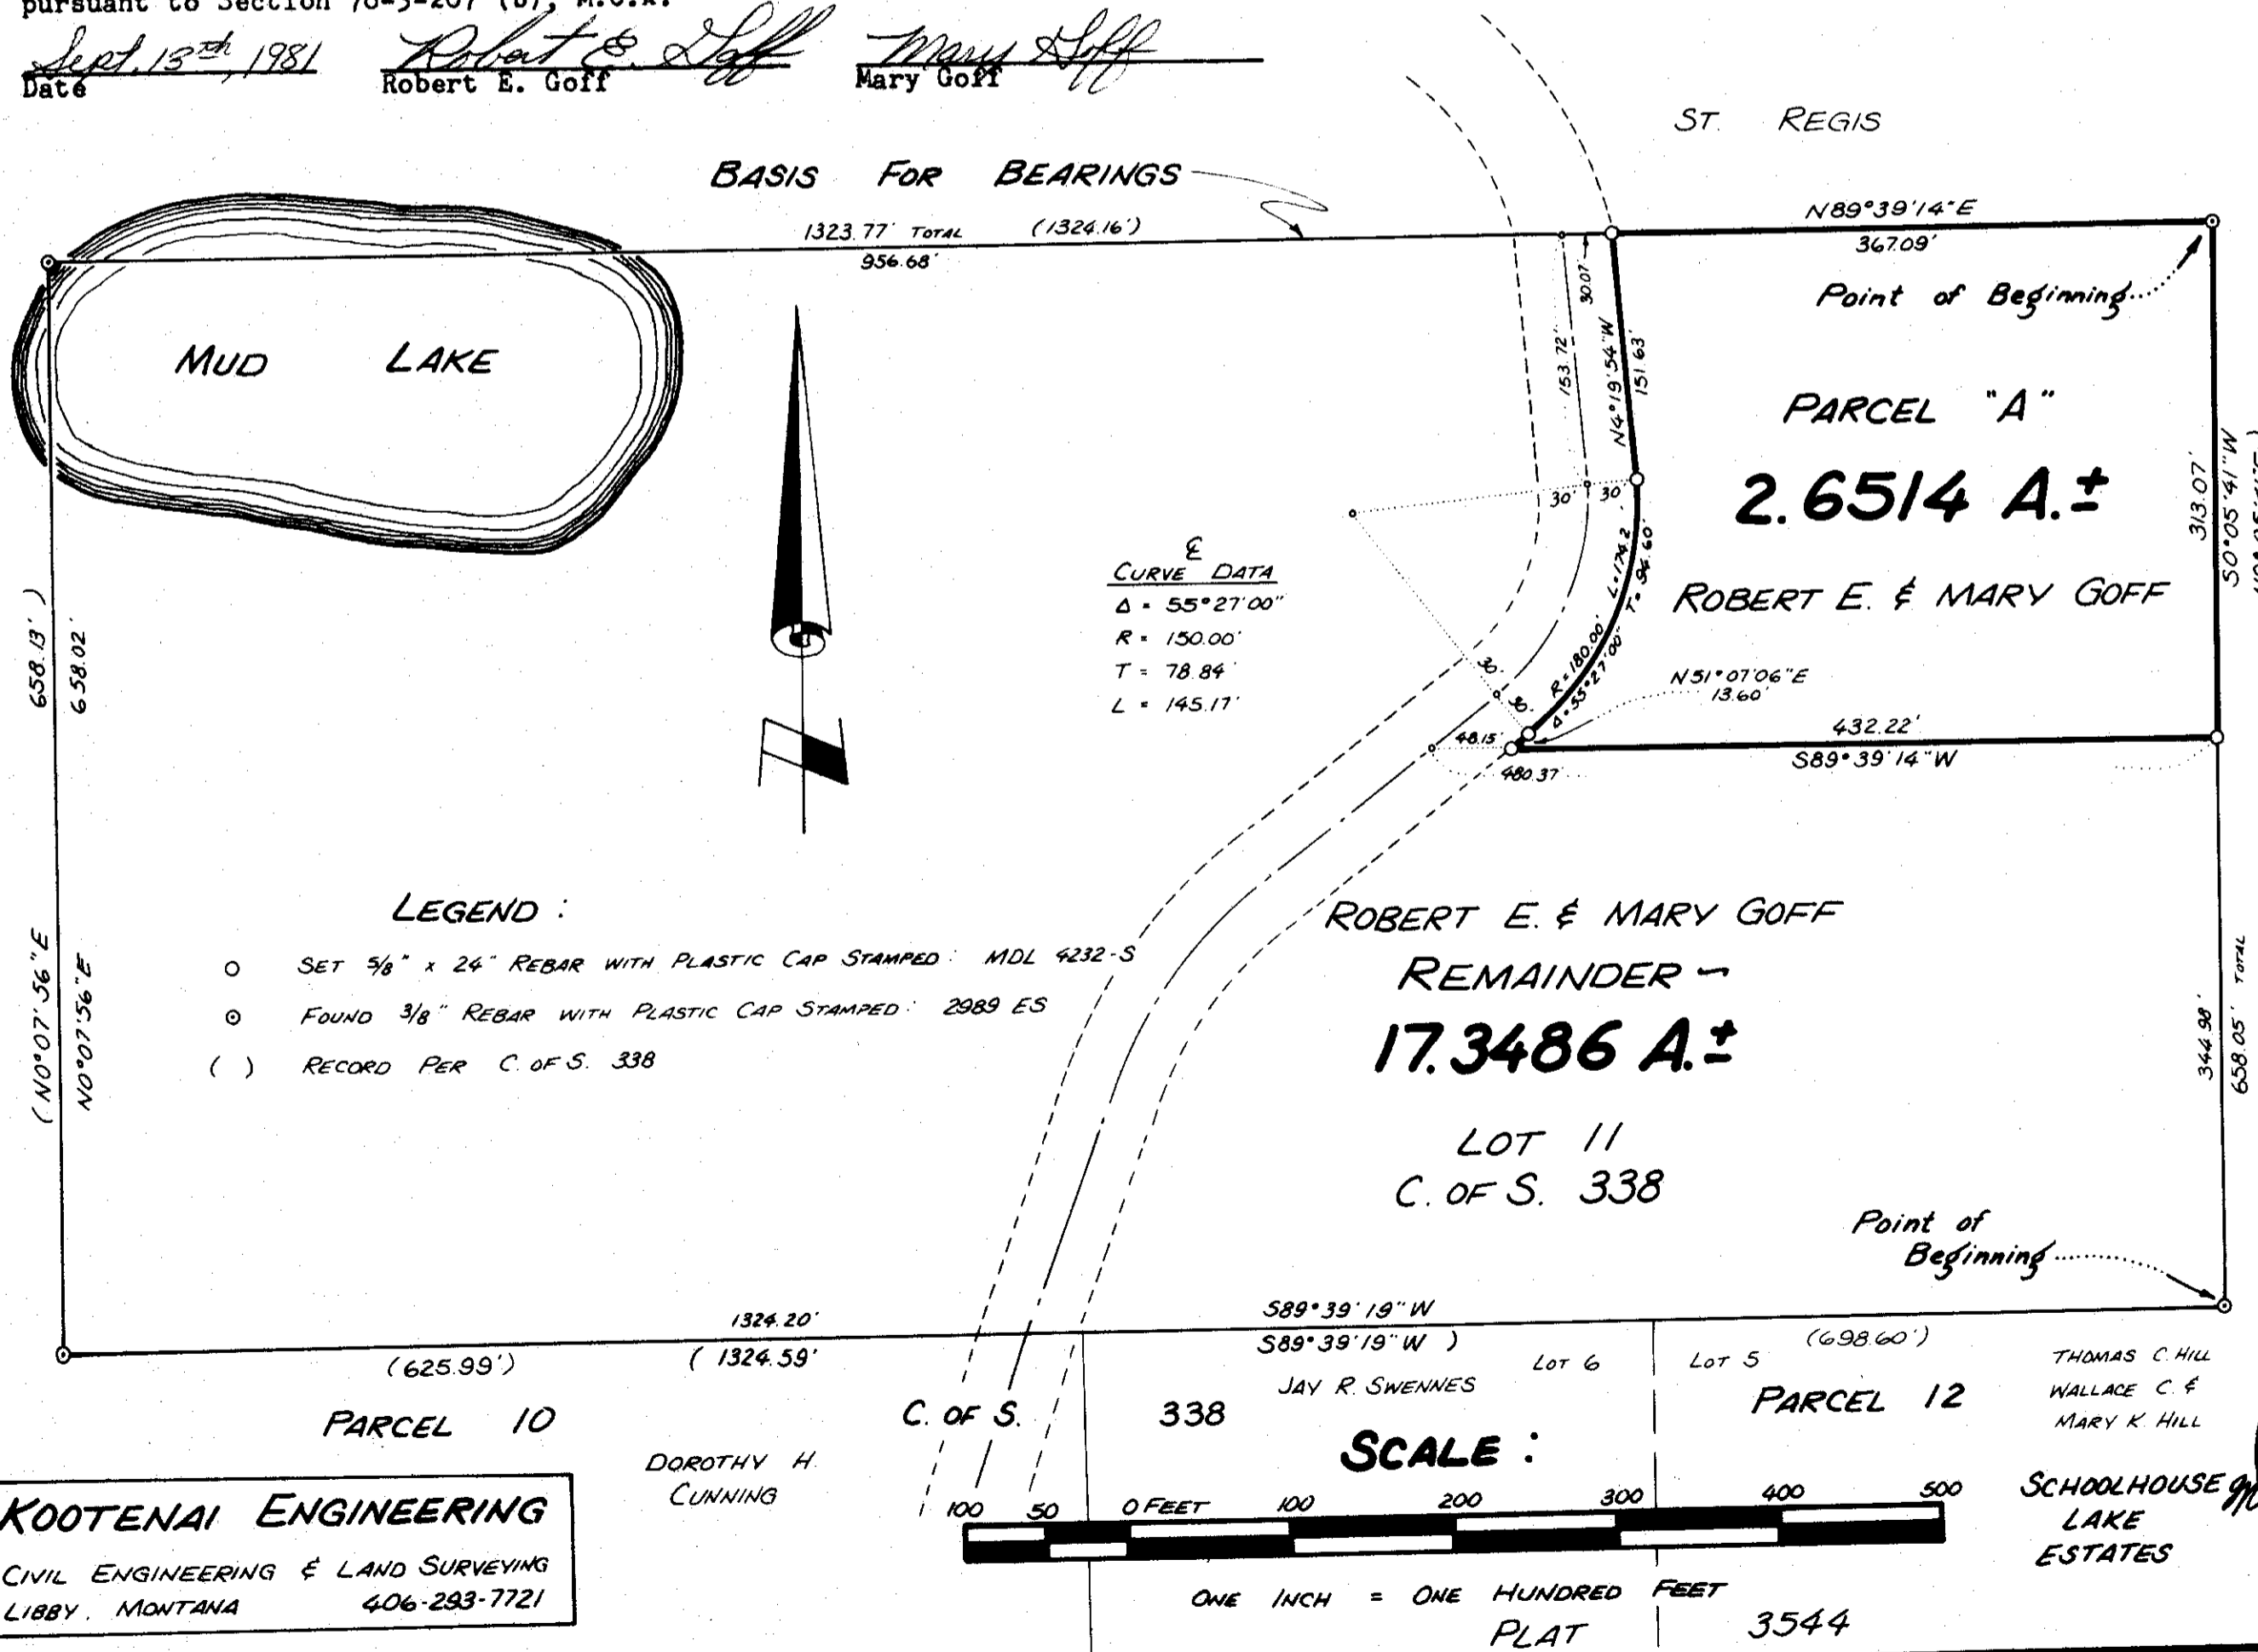 pursuant to Section 76-3-207 (b), M.C.A.
Sept. 13th, 1981
Date
Robert E. Goff
Robert E. Goff
Mary Goff
Mary Goff
ST. REGIS
BASIS FOR BEARINGS
1323.77' TOTAL (1324.16')
956.68'
N89°39'14"E
367.09'
Point of Beginning
MUD LAKE
30.07'
153.72'
N4°19'54"W
151.63'
PARCEL "A"
2.6514 A.±
ROBERT E. & MARY GOFF
313.07'
S0°05'41"W
30' 30'
CURVE DATA
Δ = 55°27'00"
R = 150.00'
T = 78.84'
L = 145.17'
R=180.00' L=174.2
Δ=55°27'00" T=94.60'
30'
N51°07'06"E
13.60'
432.22'
S89°39'14"W
48.15'
480.37'
(658.13')
658.02'
(N0°07'56"E
N0°07'56"E
LEGEND :
SET 5/8" x 24" REBAR WITH PLASTIC CAP STAMPED: MDL 4232-S
FOUND 3/8" REBAR WITH PLASTIC CAP STAMPED: 2989 ES
( ) RECORD PER C. OF S. 338
ROBERT E. & MARY GOFF
REMAINDER ~
17.3486 A.±
LOT 11
C. OF S. 338
344.98'
658.05' TOTAL
Point of
Beginning
1324.20'
S89°39'19"W
(625.99')
( 1324.59'
S89°39'19"W )
(698.60')
LOT 6
LOT 5
JAY R. SWENNES
THOMAS C. HILL
WALLACE C. &
MARY K. HILL
PARCEL 10
C. OF S. 338
PARCEL 12
DOROTHY H.
CUNNING
SCALE :
100 50 0 FEET 100 200 300 400 500
ONE INCH = ONE HUNDRED FEET
PLAT 3544
SCHOOLHOUSE
LAKE
ESTATES
KOOTENAI ENGINEERING
CIVIL ENGINEERING & LAND SURVEYING
LIBBY, MONTANA 406-293-7721